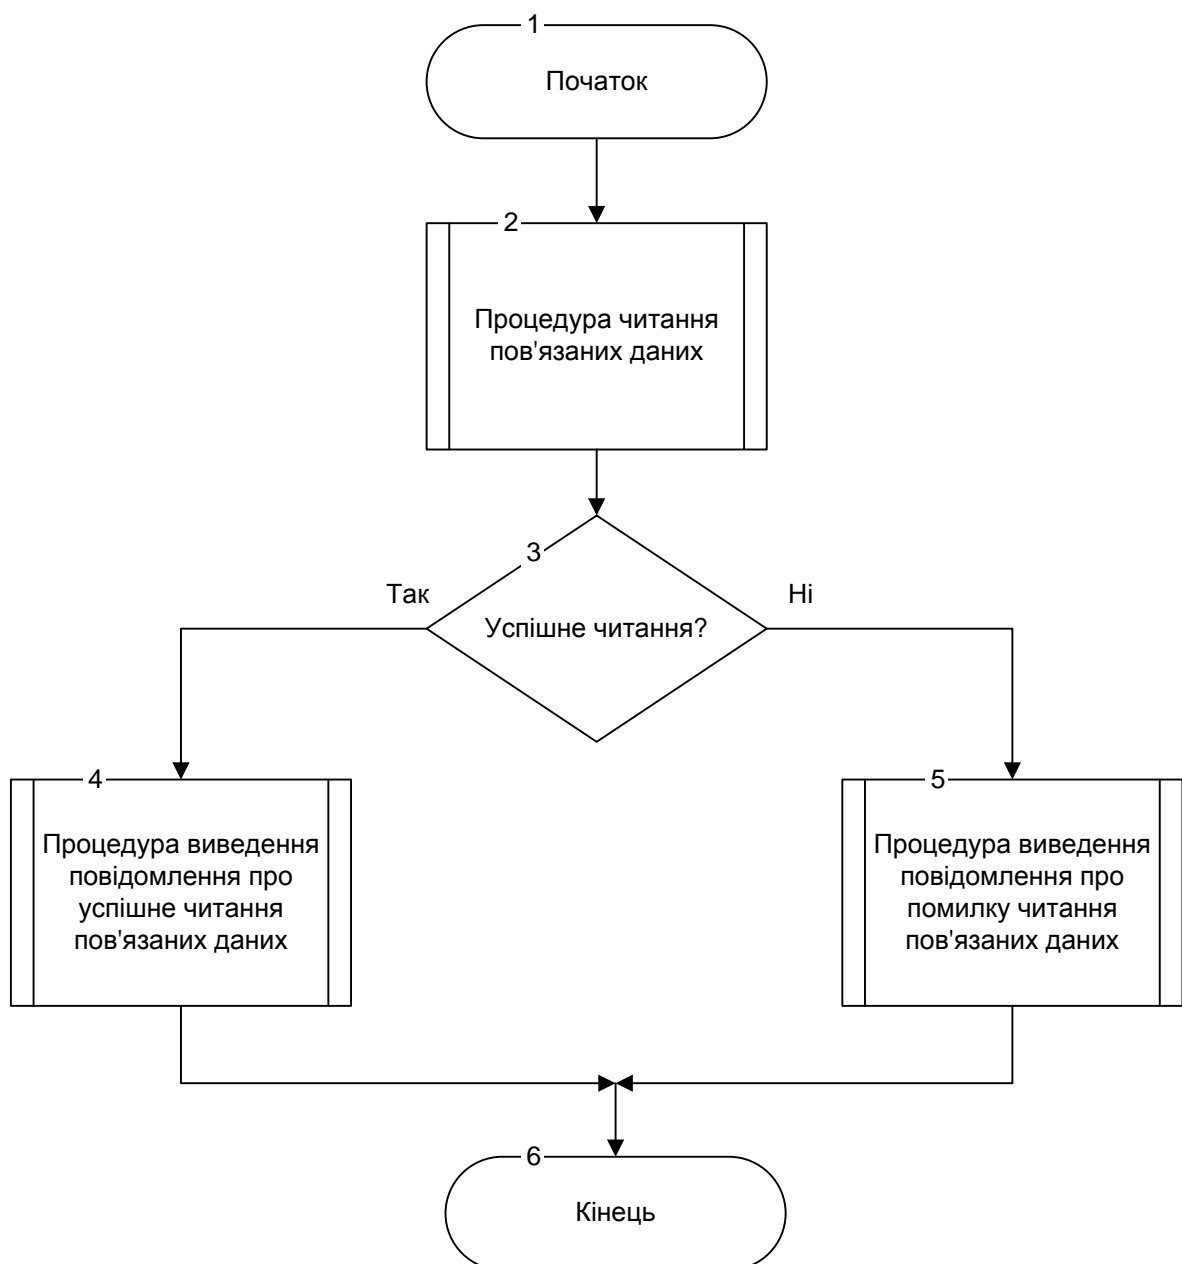 1
Початок
2
Процедура читання
пов'язаних даних
3
Так
Ні
Успішне читання?
4
Процедура виведення
повідомлення про
успішне читання
пов'язаних даних
5
Процедура виведення
повідомлення про
помилку читання
пов'язаних даних
6
Кінець